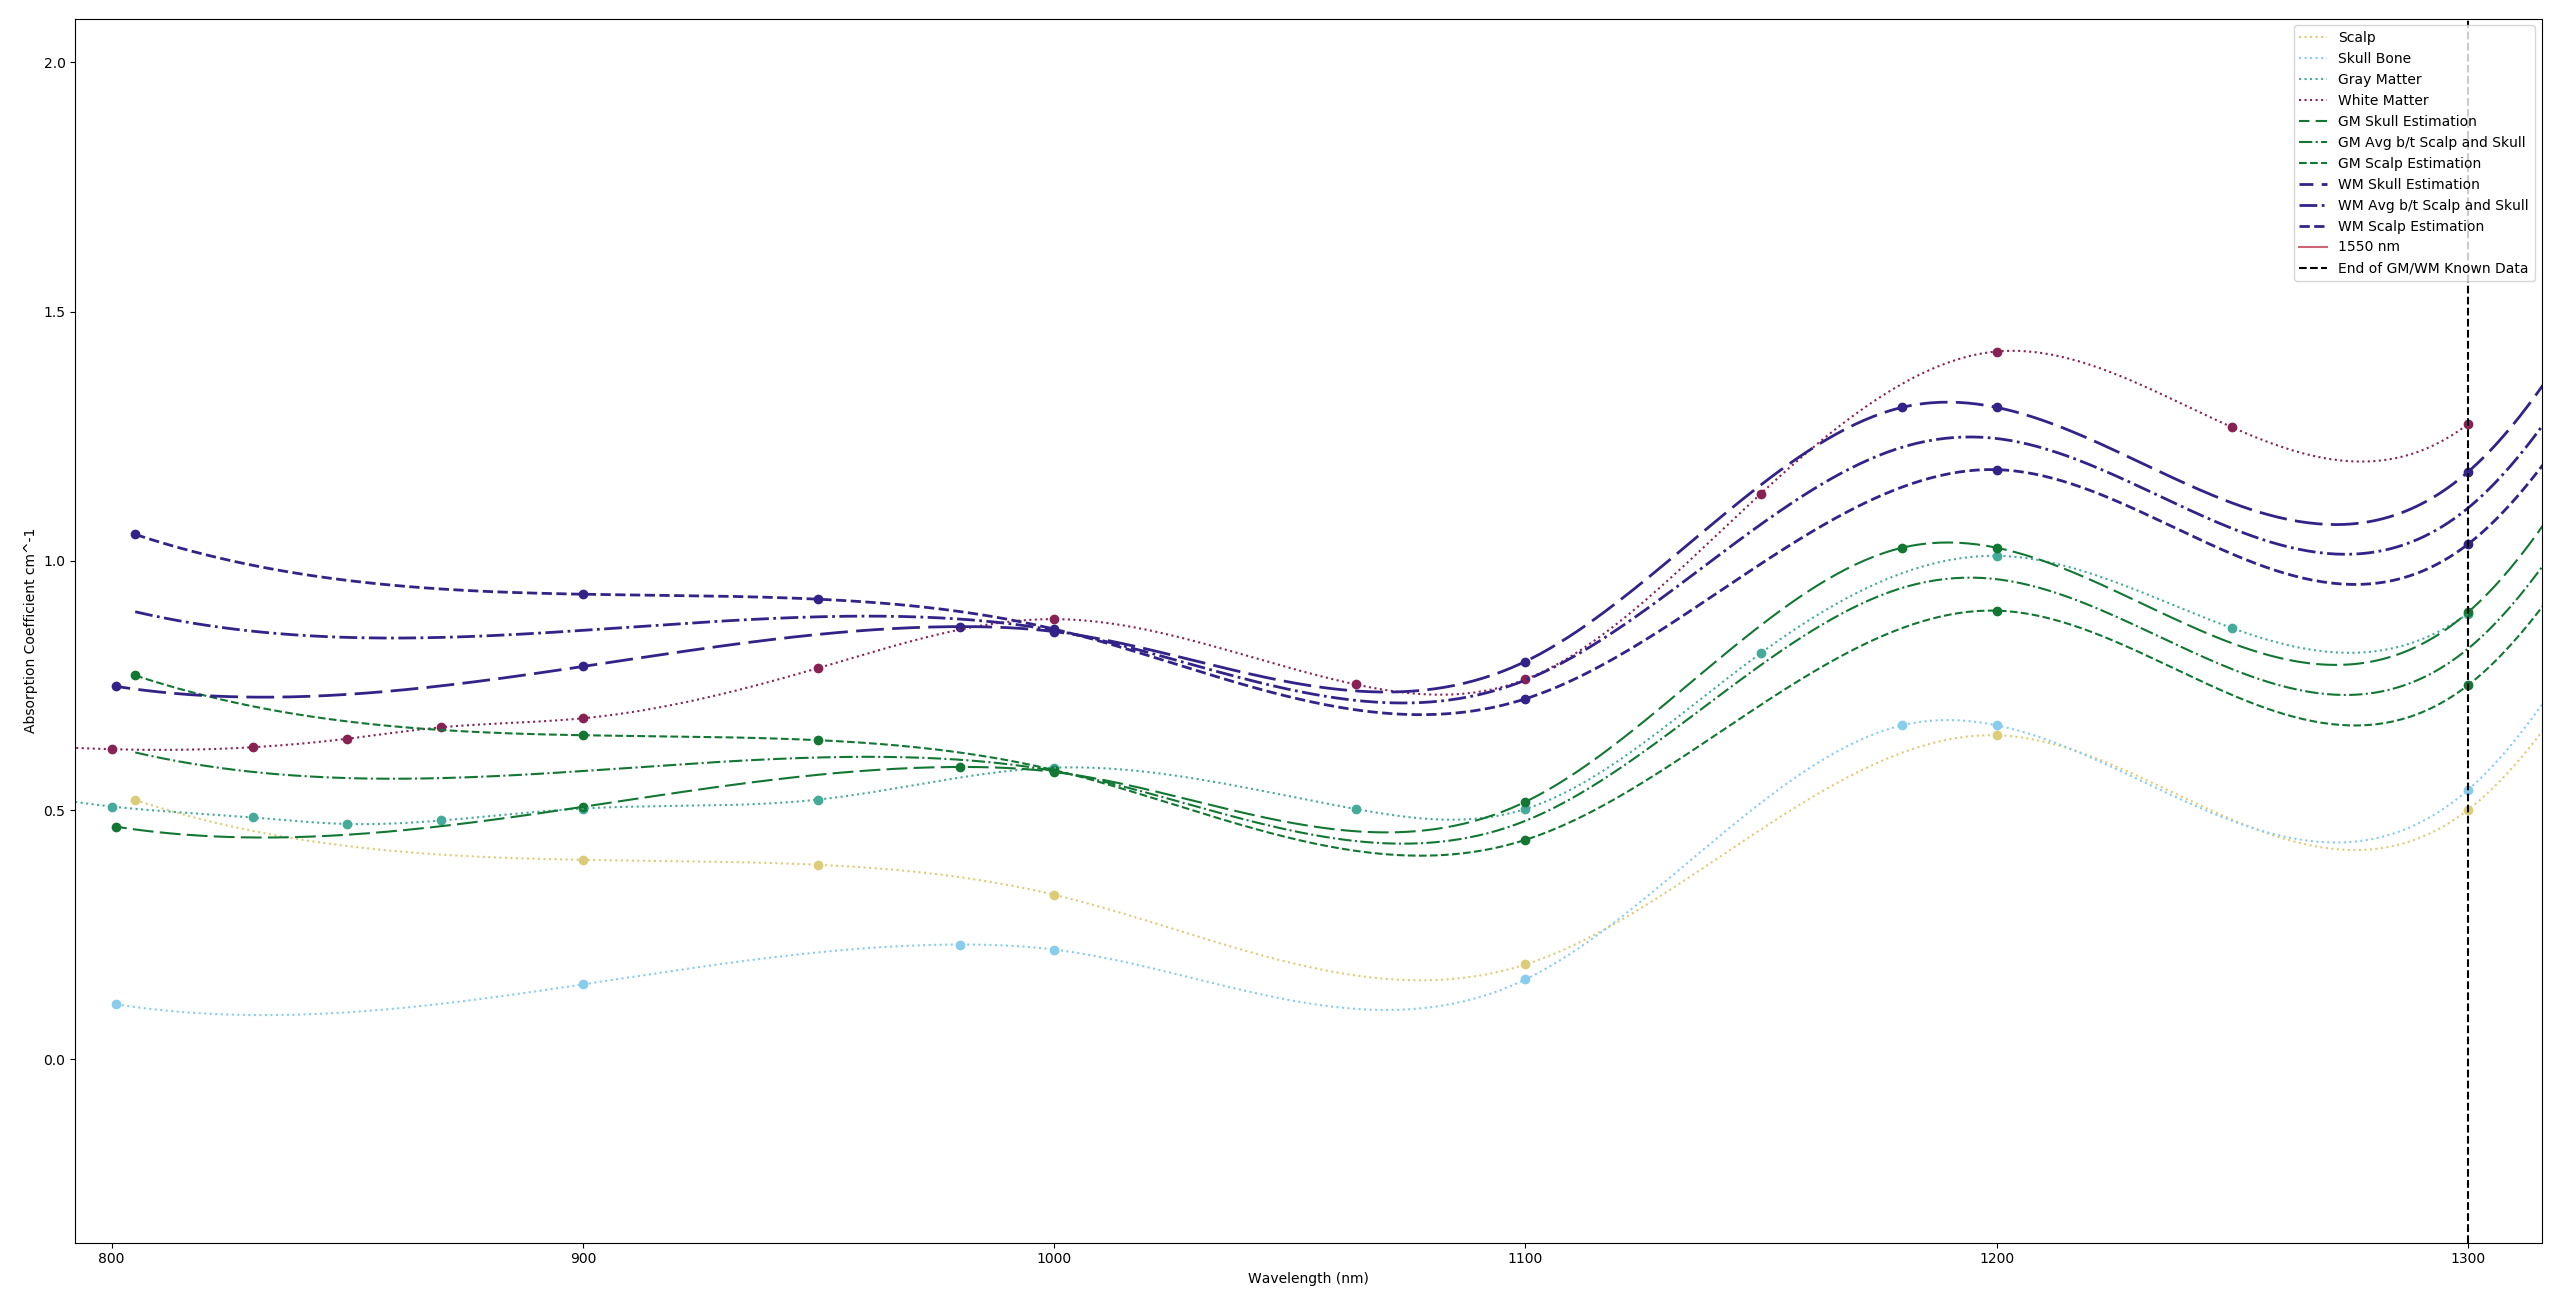 2.0
1.5
1.0
0.5
0.0
Absorption Coefficient cm^-1
800 900 1000 1100 1200 1300
Wavelength (nm)
Scalp
Skull Bone
Gray Matter
White Matter
GM Skull Estimation
GM Avg b/t Scalp and Skull
GM Scalp Estimation
WM Skull Estimation
WM Avg b/t Scalp and Skull
WM Scalp Estimation
1550 nm
End of GM/WM Known Data